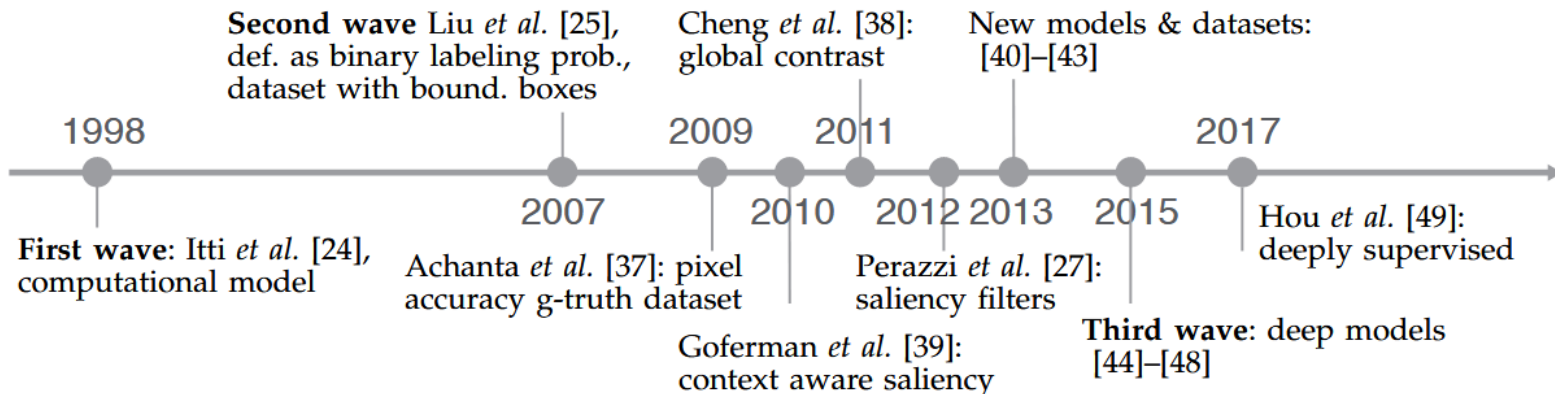 Second wave Liu et al. [25],
def. as binary labeling prob.,
dataset with bound. boxes
Cheng et al. [38]:
global contrast
New models & datasets:
[40]–[43]
1998
2009
2011
2017
2007
2010
2012
2013
2015
First wave: Itti et al. [24],
computational model
Achanta et al. [37]: pixel
accuracy g-truth dataset
Perazzi et al. [27]:
saliency filters
Hou et al. [49]:
deeply supervised
Goferman et al. [39]:
context aware saliency
Third wave: deep models
[44]–[48]